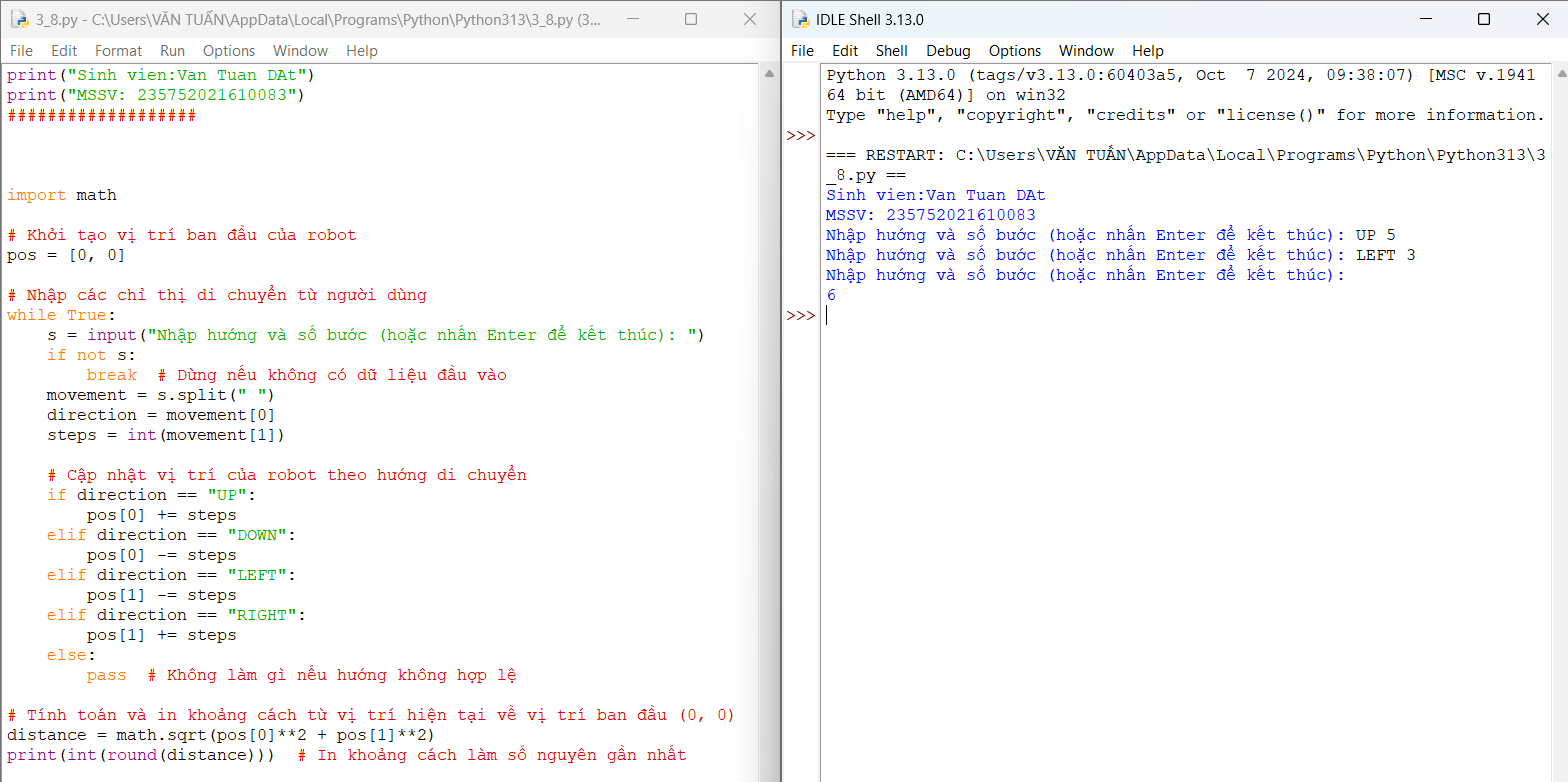 3_8.py - C:\Users\VĂN TUẤN\AppData\Local\Programs\Python\Python313\3_8.py (3...
File Edit Format Run Options Window Help
print("Sinh vien:Van Tuan DAt")
print("MSSV: 235752021610083")
###################
import math
# Khởi tạo vị trí ban đầu của robot
pos = [0, 0]
# Nhập các chỉ thị di chuyển từ người dùng
while True:
    s = input("Nhập hướng và số bước (hoặc nhấn Enter để kết thúc): ")
    if not s:
        break  # Dừng nếu không có dữ liệu đầu vào
    movement = s.split(" ")
    direction = movement[0]
    steps = int(movement[1])
    # Cập nhật vị trí của robot theo hướng di chuyển
    if direction == "UP":
        pos[0] += steps
    elif direction == "DOWN":
        pos[0] -= steps
    elif direction == "LEFT":
        pos[1] -= steps
    elif direction == "RIGHT":
        pos[1] += steps
    else:
        pass  # Không làm gì nếu hướng không hợp lệ
# Tính toán và in khoảng cách từ vị trí hiện tại về vị trí ban đầu (0, 0)
distance = math.sqrt(pos[0]**2 + pos[1]**2)
print(int(round(distance)))  # In khoảng cách làm số nguyên gần nhất
IDLE Shell 3.13.0
File Edit Shell Debug Options Window Help
Python 3.13.0 (tags/v3.13.0:60403a5, Oct  7 2024, 09:38:07) [MSC v.1941
64 bit (AMD64)] on win32
Type "help", "copyright", "credits" or "license()" for more information.
>>>
=== RESTART: C:\Users\VĂN TUẤN\AppData\Local\Programs\Python\Python313\3
_8.py ==
Sinh vien:Van Tuan DAt
MSSV: 235752021610083
Nhập hướng và số bước (hoặc nhấn Enter để kết thúc): UP 5
Nhập hướng và số bước (hoặc nhấn Enter để kết thúc): LEFT 3
Nhập hướng và số bước (hoặc nhấn Enter để kết thúc):
6
>>>